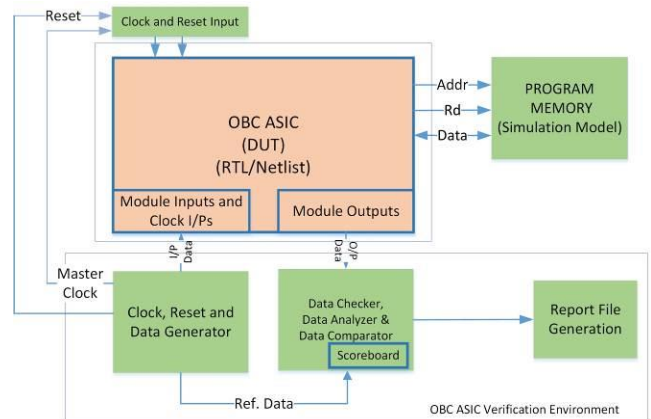 Reset
Clock and Reset Input
OBC ASIC
(DUT)
(RTL/Netlist)
Addr
Rd
Data
PROGRAM
MEMORY
(Simulation Model)
Module Inputs and
Clock I/Ps
Module Outputs
I/P
Data
O/P
Data
Master
Clock
Clock, Reset and
Data Generator
Data Checker,
Data Analyzer &
Data Comparator
Scoreboard
Report File
Generation
Ref. Data
OBC ASIC Verification Environment